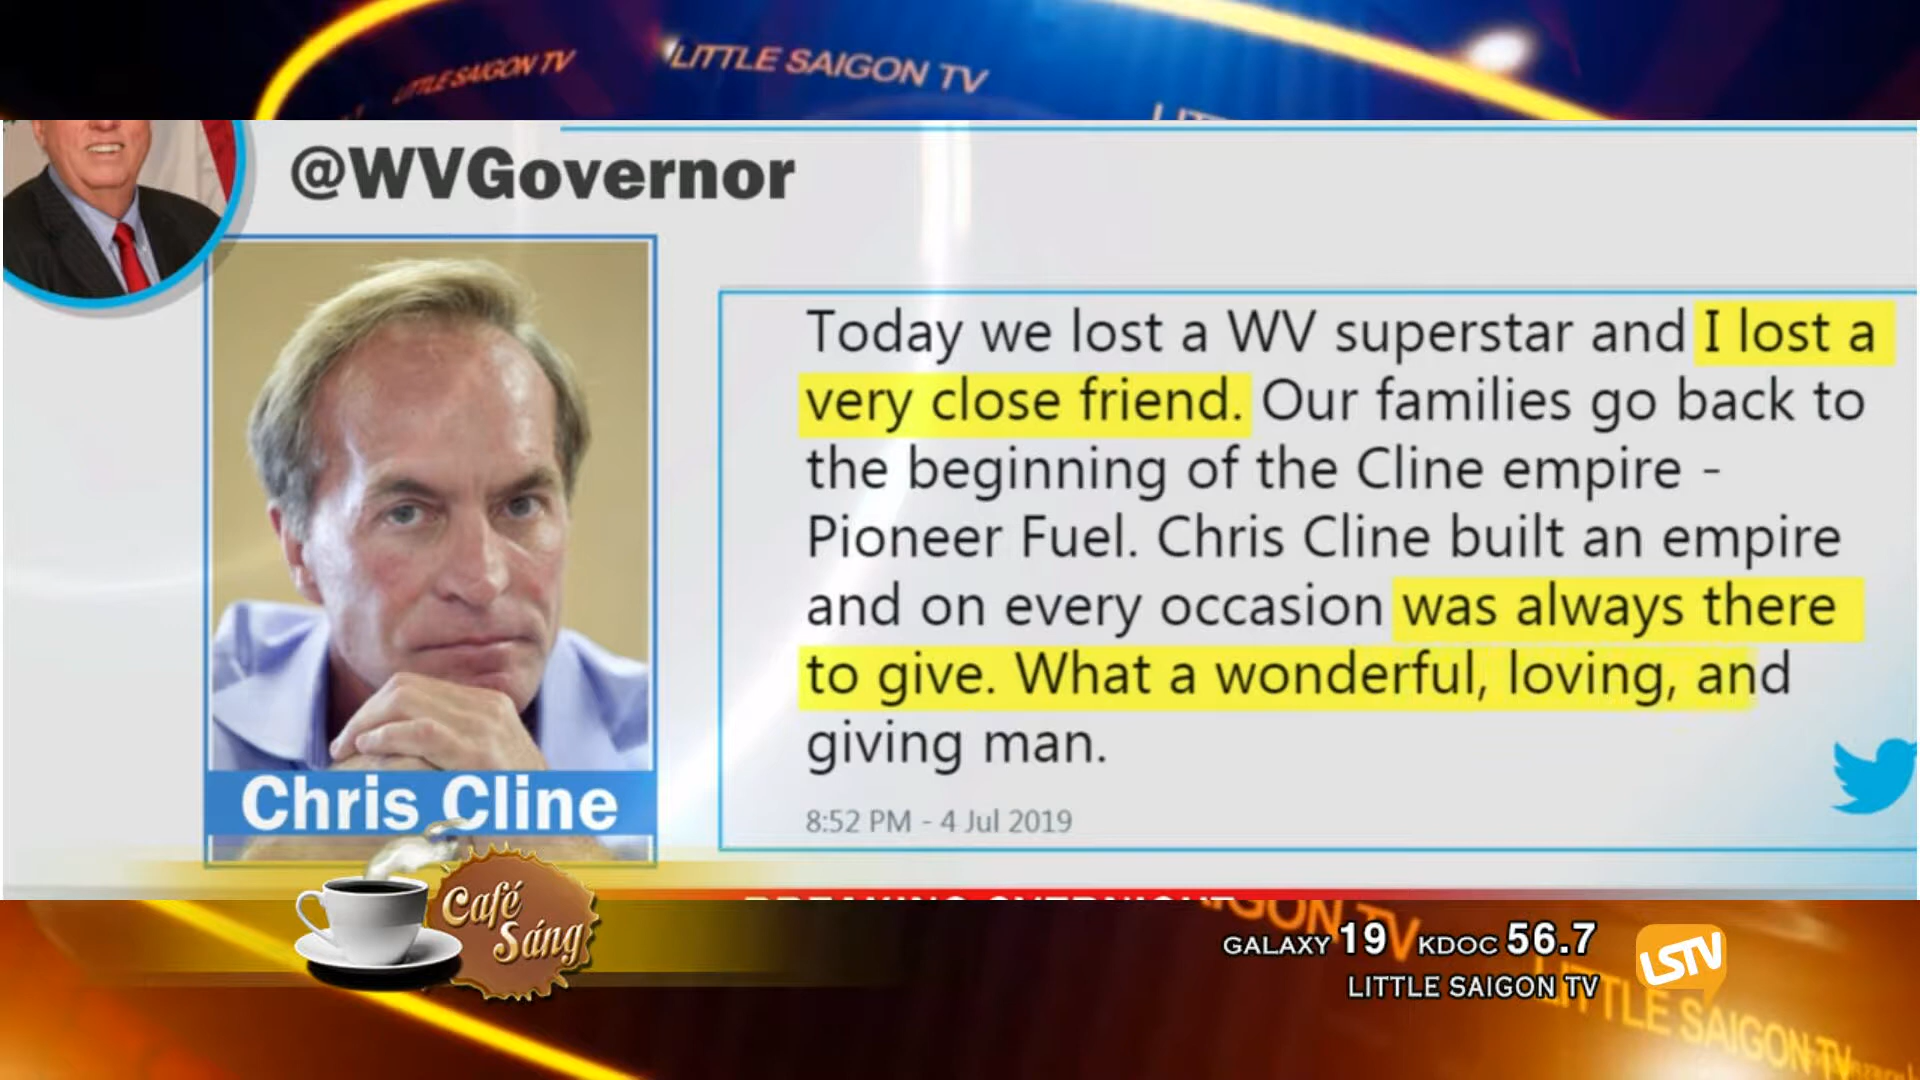 LITTLE SAIGON TV
LITTLE SAIGON TV
@WVGovernor
Today we lost a WV superstar and I lost a
very close friend. Our families go back to
the beginning of the Cline empire -
Pioneer Fuel. Chris Cline built an empire
and on every occasion was always there
to give. What a wonderful, loving, and
giving man.
8:52 PM - 4 Jul 2019
Chris Cline
Café
Sáng
GALAXY 19 KDOC 56.7
LITTLE SAIGON TV
LSTV
LITTLE SAIGON TV